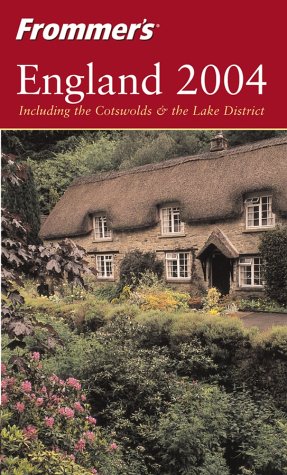 Frommer's®
England 2004
Including the Cotswolds & the Lake District